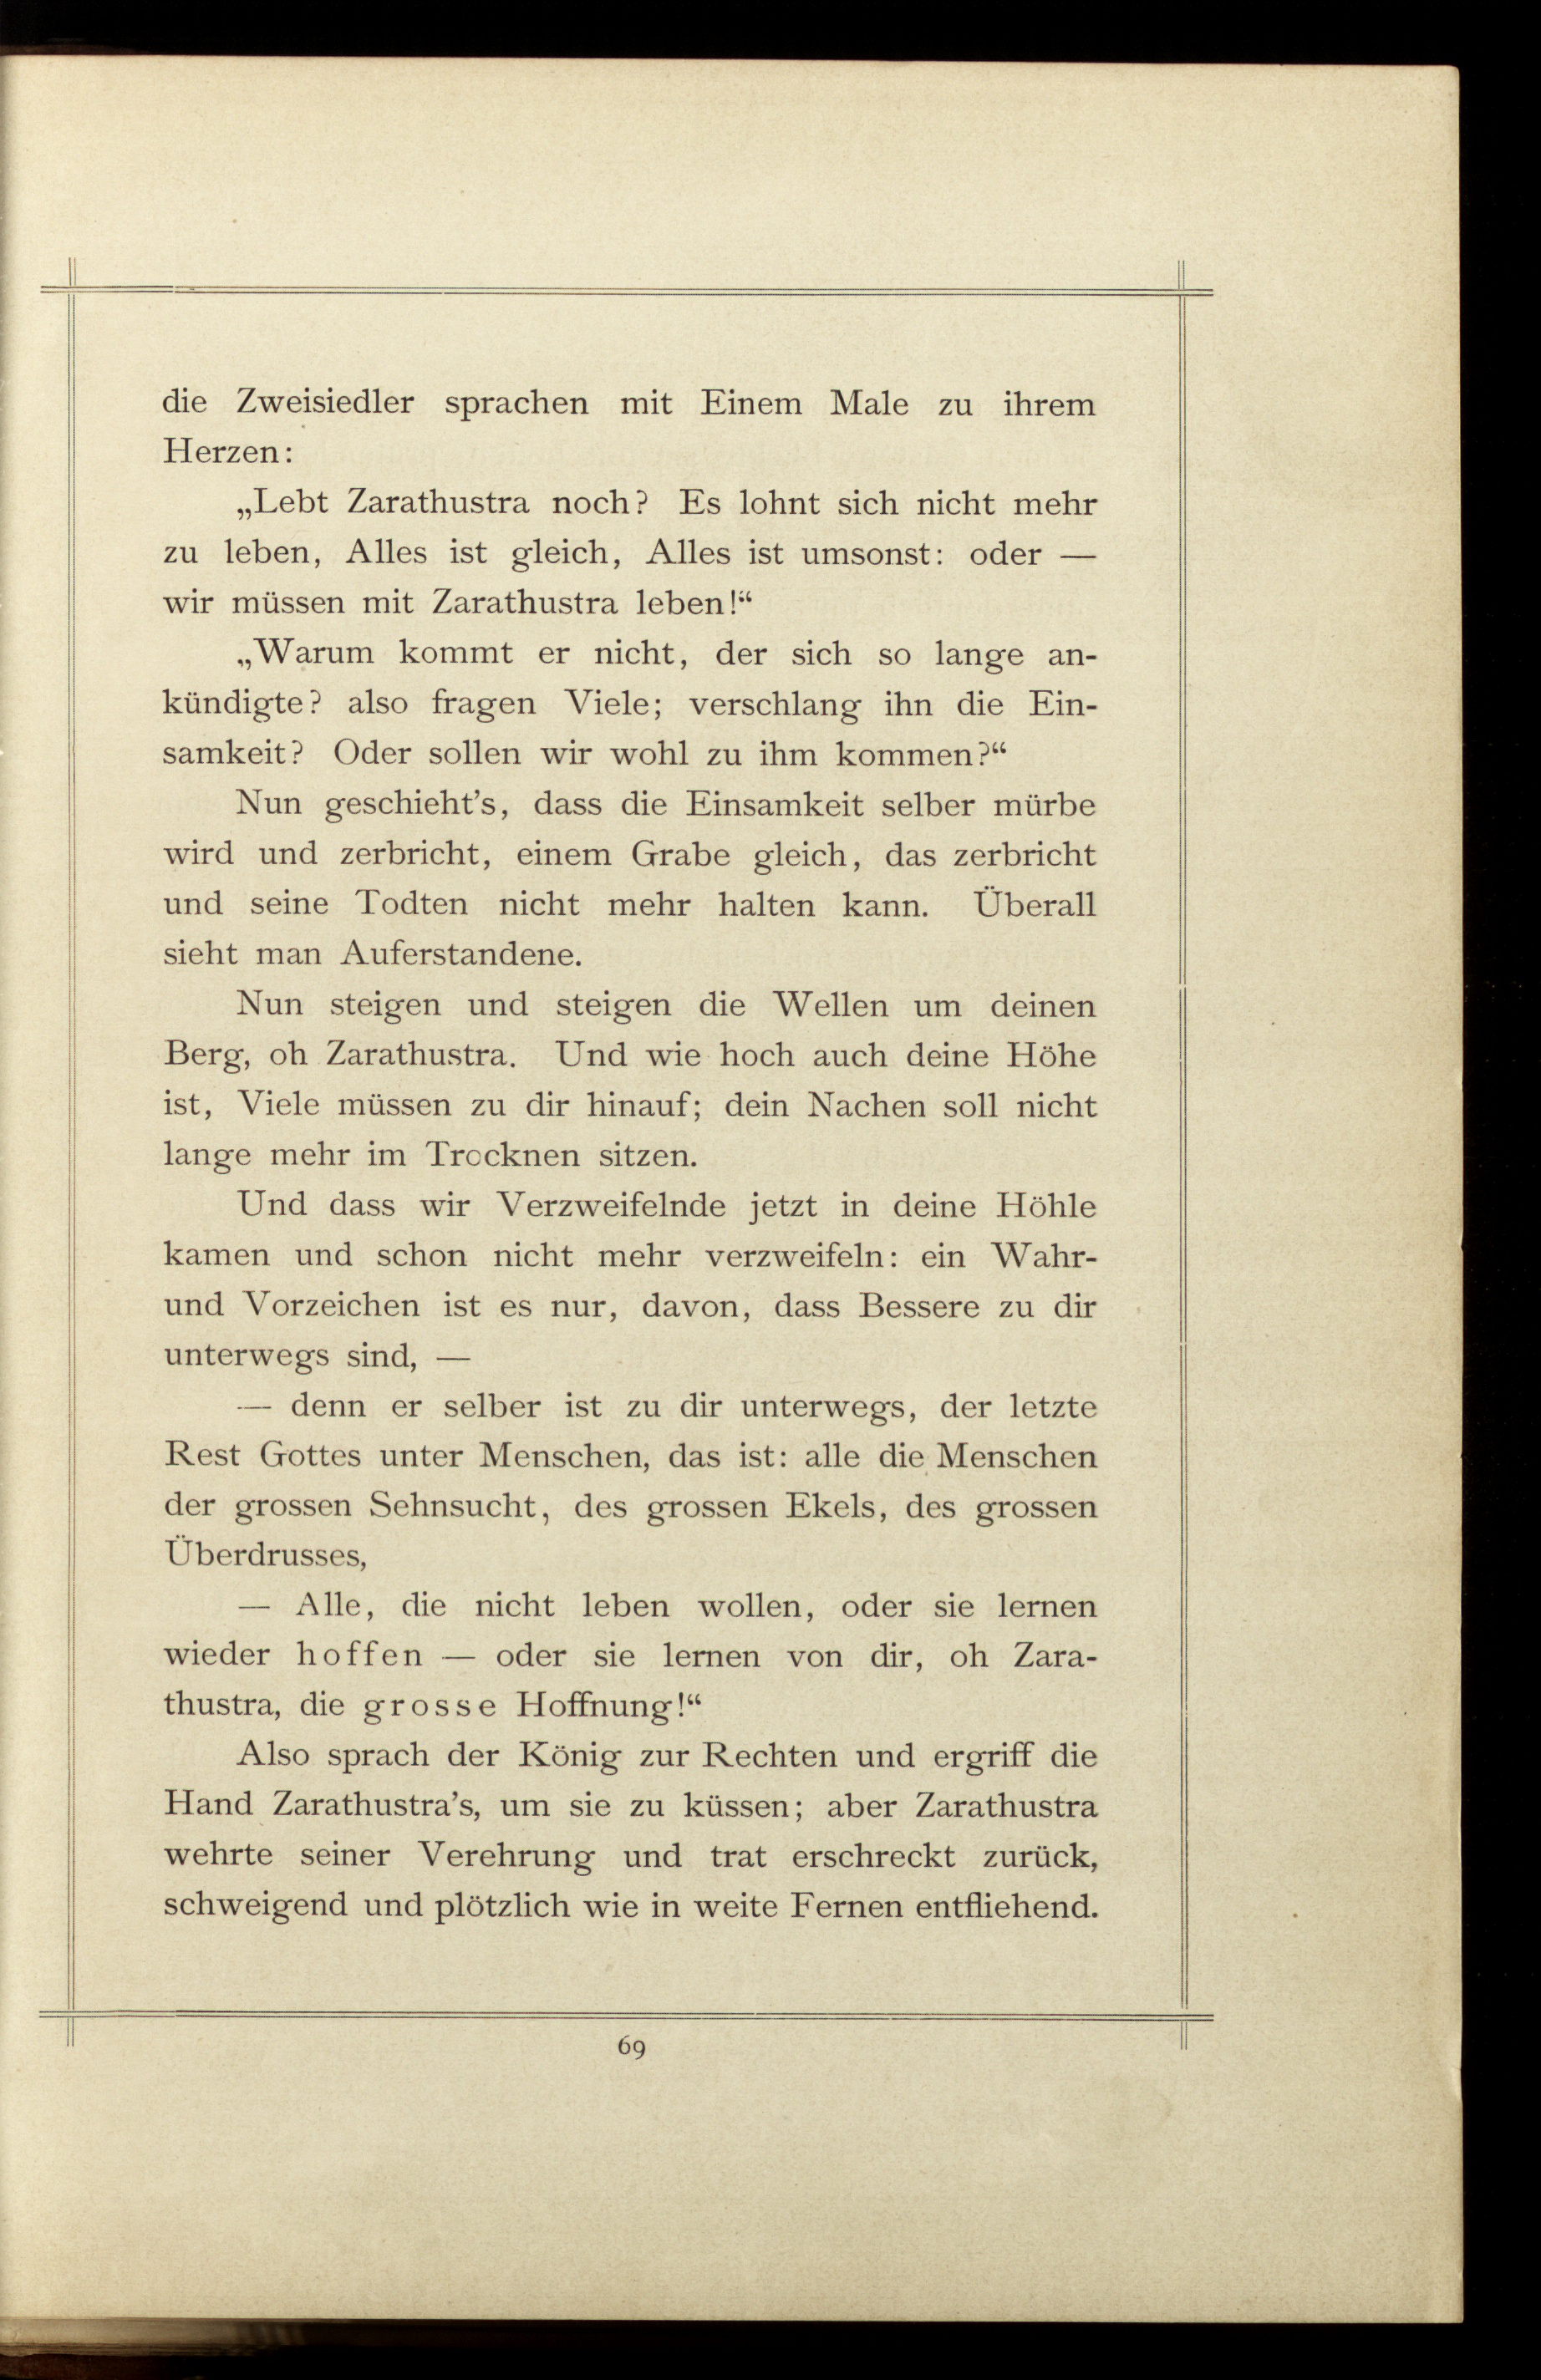 die Zweisiedler sprachen mit Einem Male zu ihrem
Herzen:
„Lebt Zarathustra noch? Es lohnt sich nicht mehr
zu leben, Alles ist gleich, Alles ist umsonst: oder —
wir müssen mit Zarathustra leben!“
„Warum kommt er nicht, der sich so lange an-
kündigte? also fragen Viele; verschlang ihn die Ein-
samkeit? Oder sollen wir wohl zu ihm kommen?“
Nun geschieht's, dass die Einsamkeit selber mürbe
wird und zerbricht, einem Grabe gleich, das zerbricht
und seine Todten nicht mehr halten kann. Überall
sieht man Auferstandene.
Nun steigen und steigen die Wellen um deinen
Berg, oh Zarathustra. Und wie hoch auch deine Höhe
ist, Viele müssen zu dir hinauf; dein Nachen soll nicht
lange mehr im Trocknen sitzen.
Und dass wir Verzweifelnde jetzt in deine Höhle
kamen und schon nicht mehr verzweifeln: ein Wahr-
und Vorzeichen ist es nur, davon, dass Bessere zu dir
unterwegs sind, —
— denn er selber ist zu dir unterwegs, der letzte
Rest Gottes unter Menschen, das ist: alle die Menschen
der grossen Sehnsucht, des grossen Ekels, des grossen
Überdrusses,
— Alle, die nicht leben wollen, oder sie lernen
wieder hoffen — oder sie lernen von dir, oh Zara-
thustra, die grosse Hoffnung!“
Also sprach der König zur Rechten und ergriff die
Hand Zarathustra's, um sie zu küssen; aber Zarathustra
wehrte seiner Verehrung und trat erschreckt zurück,
schweigend und plötzlich wie in weite Fernen entfliehend.
69